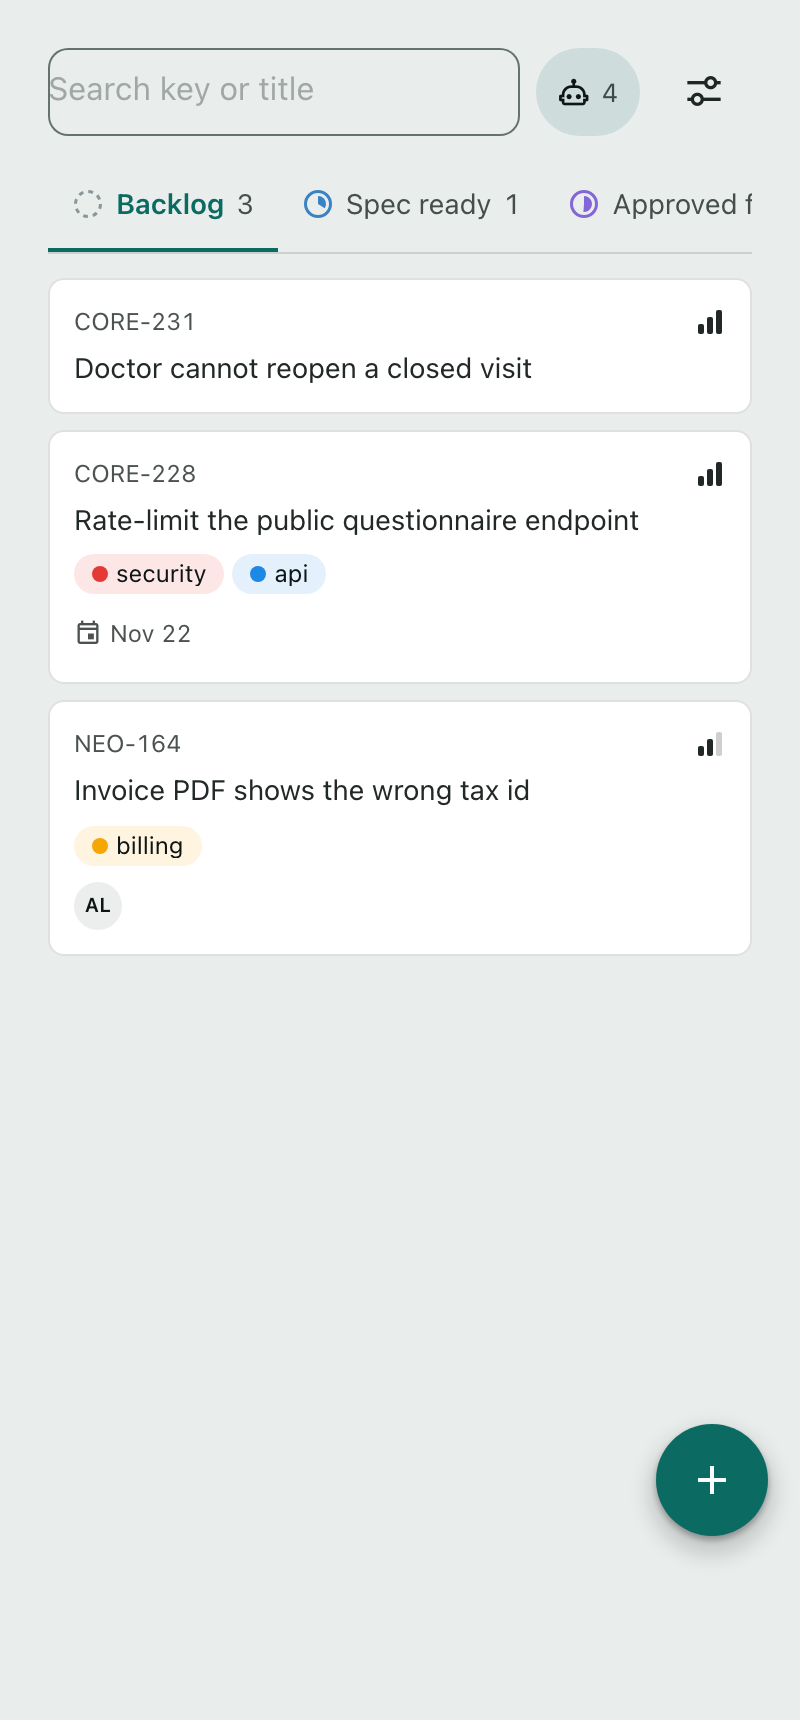 Search key or title
4
Backlog 3
Spec ready 1
Approved f
CORE-231
Doctor cannot reopen a closed visit
CORE-228
Rate-limit the public questionnaire endpoint
security
api
Nov 22
NEO-164
Invoice PDF shows the wrong tax id
billing
AL